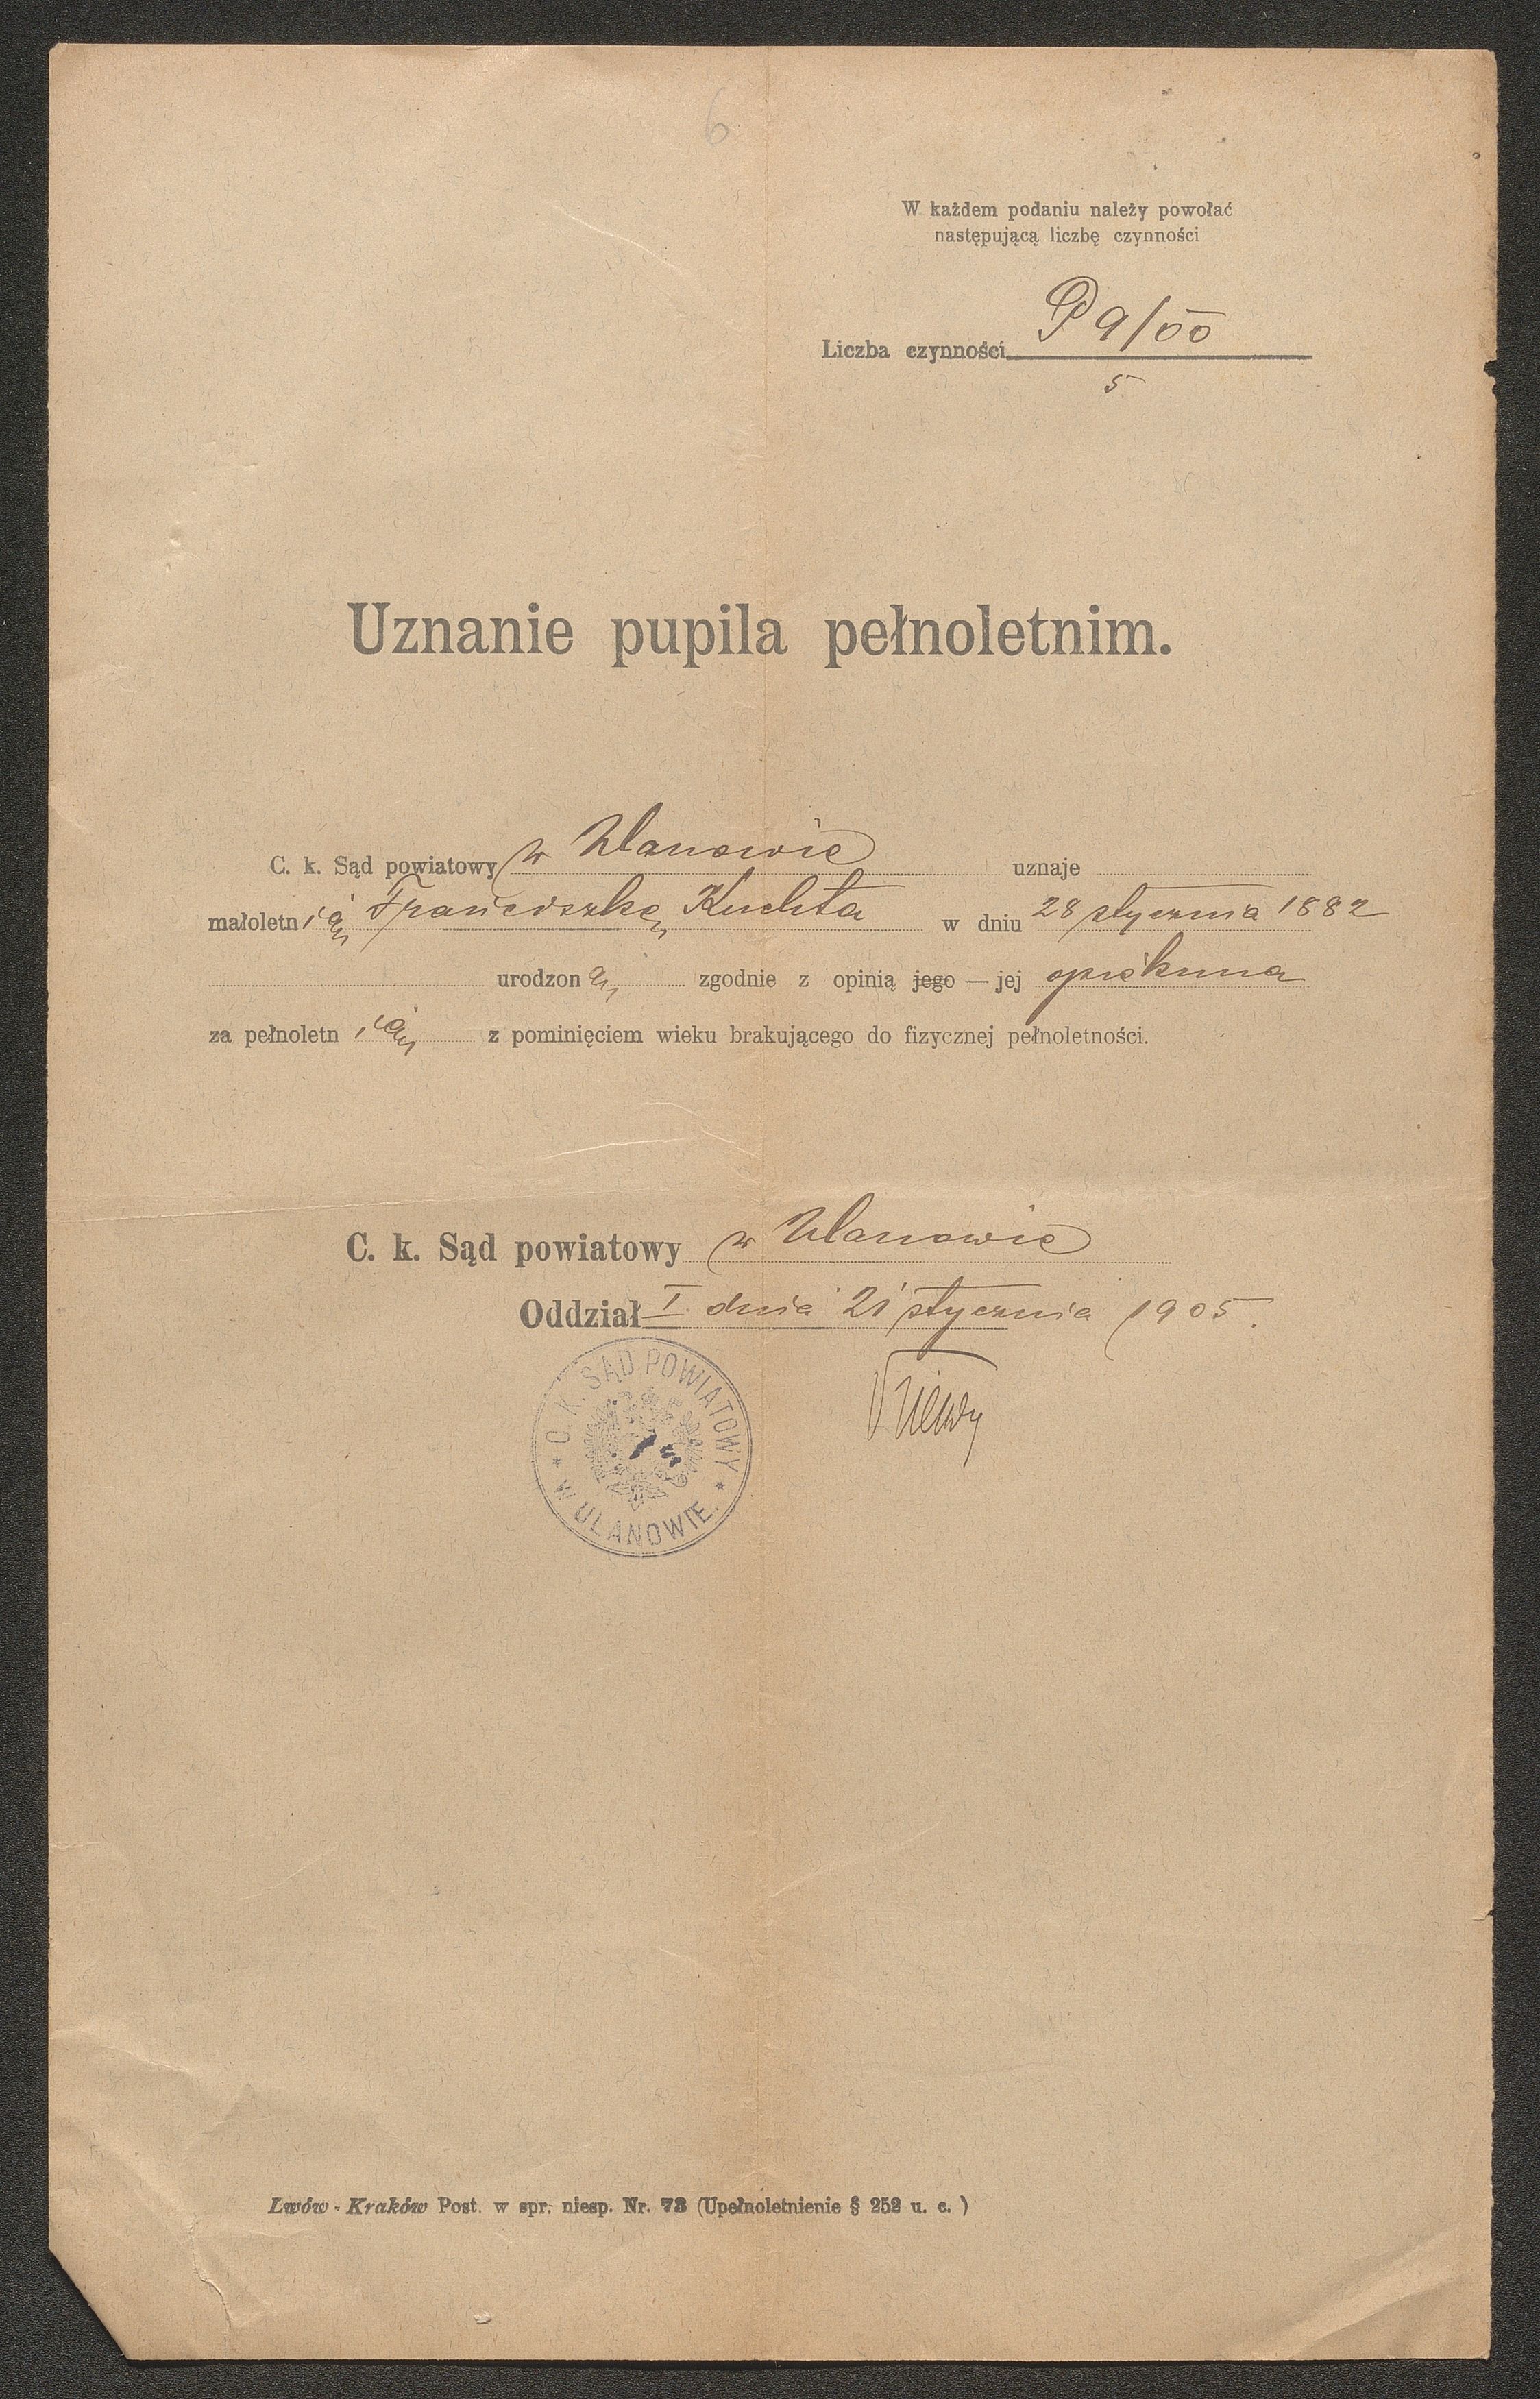 6
W każdem podaniu należy powołać
następującą liczbę czynności
Liczba czynności P 9/00
5
Uznanie pupila pełnoletnim.
C. k. Sąd powiatowy w Ulanowie uznaje
małoletnią Franciszkę Kuchta w dniu 28 stycznia 1882
urodzoną zgodnie z opinią jego — jej opiekuna
za pełnoletnią z pominięciem wieku brakującego do fizycznej pełnoletności.
C. k. Sąd powiatowy w Ulanowie
Oddział I. dnia 21 stycznia 1905.
C. K. SĄD POWIATOWY
* W ULANOWIE. *
Lwów - Kraków Post. w spr. niesp. Nr. 73 (Upełnoletnienie § 252 u. c. )